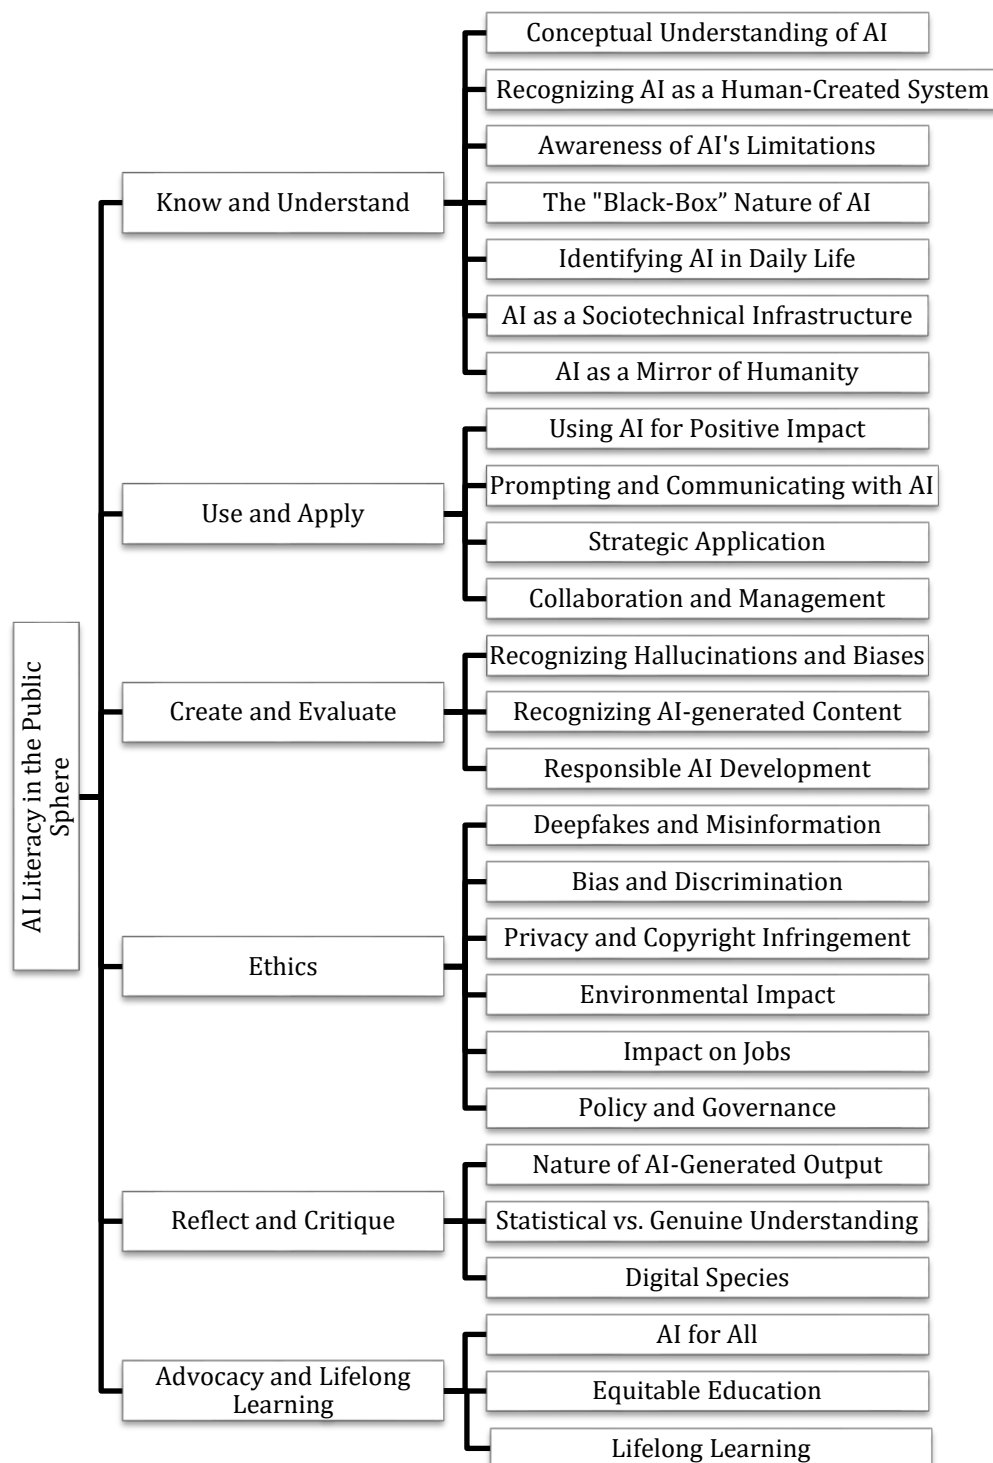 AI Literacy in the Public
Sphere
Know and Understand
Conceptual Understanding of AI
Recognizing AI as a Human-Created System
Awareness of AI's Limitations
The "Black-Box” Nature of AI
Identifying AI in Daily Life
AI as a Sociotechnical Infrastructure
AI as a Mirror of Humanity
Use and Apply
Using AI for Positive Impact
Prompting and Communicating with AI
Strategic Application
Collaboration and Management
Create and Evaluate
Recognizing Hallucinations and Biases
Recognizing AI-generated Content
Responsible AI Development
Ethics
Deepfakes and Misinformation
Bias and Discrimination
Privacy and Copyright Infringement
Environmental Impact
Impact on Jobs
Policy and Governance
Reflect and Critique
Nature of AI-Generated Output
Statistical vs. Genuine Understanding
Digital Species
Advocacy and Lifelong
Learning
AI for All
Equitable Education
Lifelong Learning